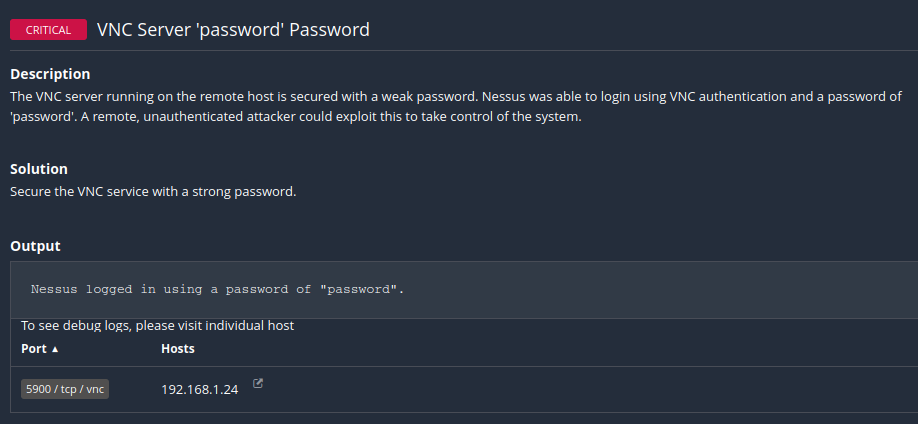 CRITICAL VNC Server 'password' Password
Description
The VNC server running on the remote host is secured with a weak password. Nessus was able to login using VNC authentication and a password of
'password'. A remote, unauthenticated attacker could exploit this to take control of the system.
Solution
Secure the VNC service with a strong password.
Output
Nessus logged in using a password of "password".
To see debug logs, please visit individual host
Port ▲ Hosts
5900 / tcp / vnc 192.168.1.24